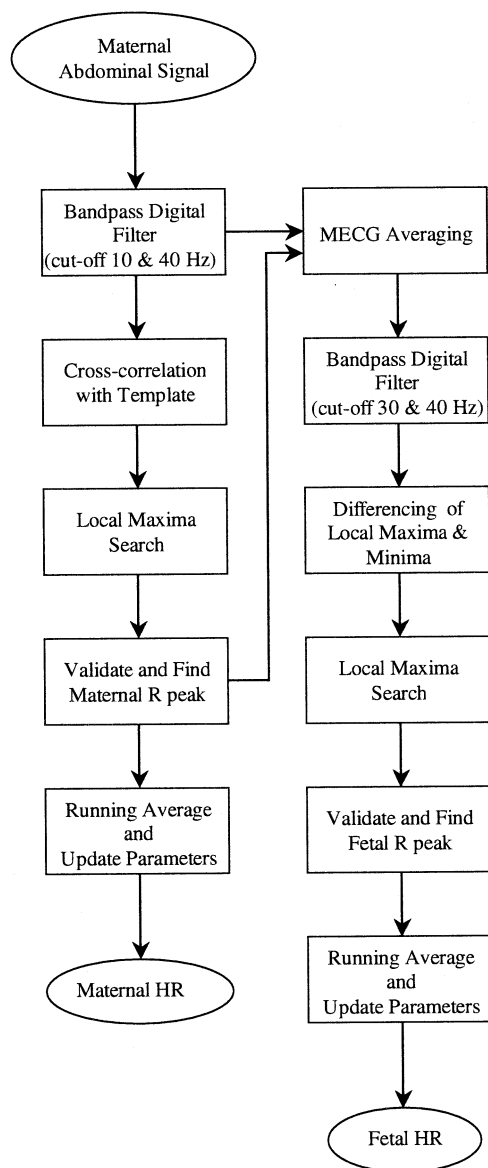 Maternal
Abdominal Signal
Bandpass Digital
Filter
(cut-off 10 & 40 Hz)
Cross-correlation
with Template
Local Maxima
Search
Validate and Find
Maternal R peak
Running Average
and
Update Parameters
Maternal HR
MECG Averaging
Bandpass Digital
Filter
(cut-off 30 & 40 Hz)
Differencing of
Local Maxima &
Minima
Local Maxima
Search
Validate and Find
Fetal R peak
Running Average
and
Update Parameters
Fetal HR